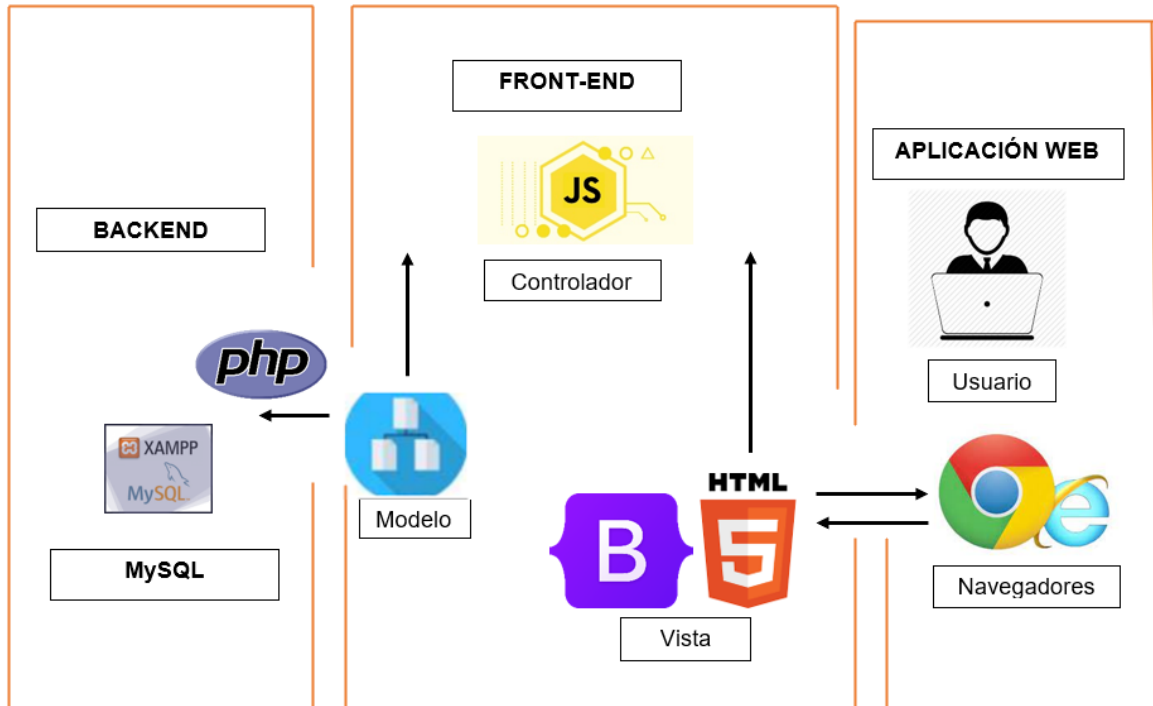 BACKEND
php
XAMPP
MySQL
MySQL
FRONT-END
JS
Controlador
Modelo
B
HTML
5
Vista
APLICACIÓN WEB
Usuario
e
Navegadores